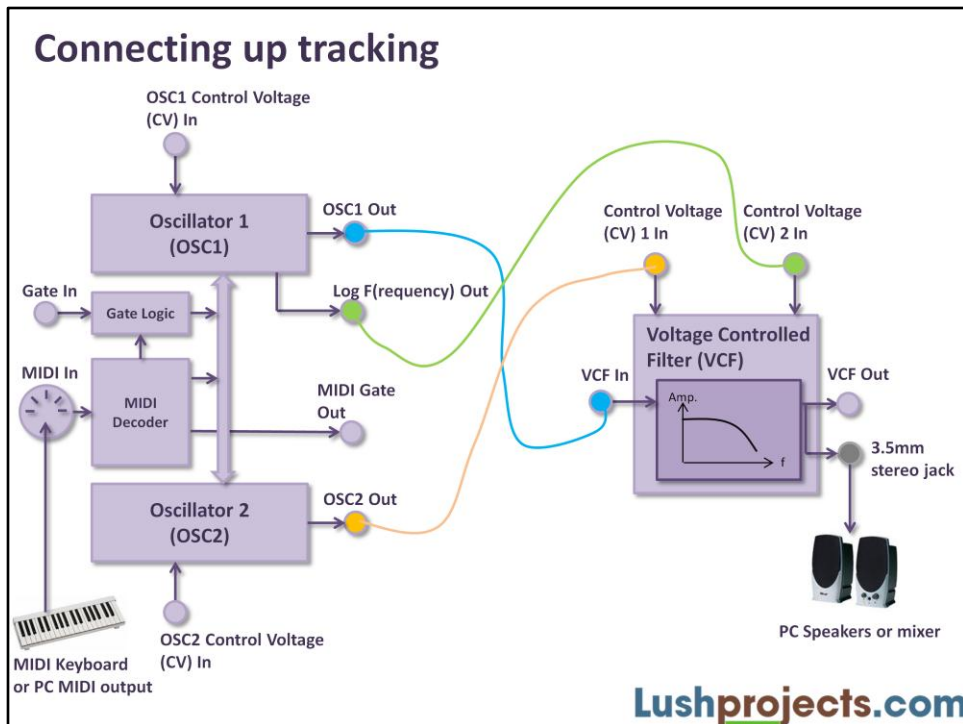 Connecting up tracking
OSC1 Control Voltage
(CV) In
Oscillator 1
(OSC1)
OSC1 Out
Control Voltage
(CV) 1 In
Control Voltage
(CV) 2 In
Gate In
Gate Logic
Log F(requency) Out
Voltage Controlled
Filter (VCF)
MIDI In
MIDI
Decoder
MIDI Gate
Out
VCF In
Amp.
f
VCF Out
3.5mm
stereo jack
Oscillator 2
(OSC2)
OSC2 Out
OSC2 Control Voltage
(CV) In
MIDI Keyboard
or PC MIDI output
PC Speakers or mixer
Lushprojects.com